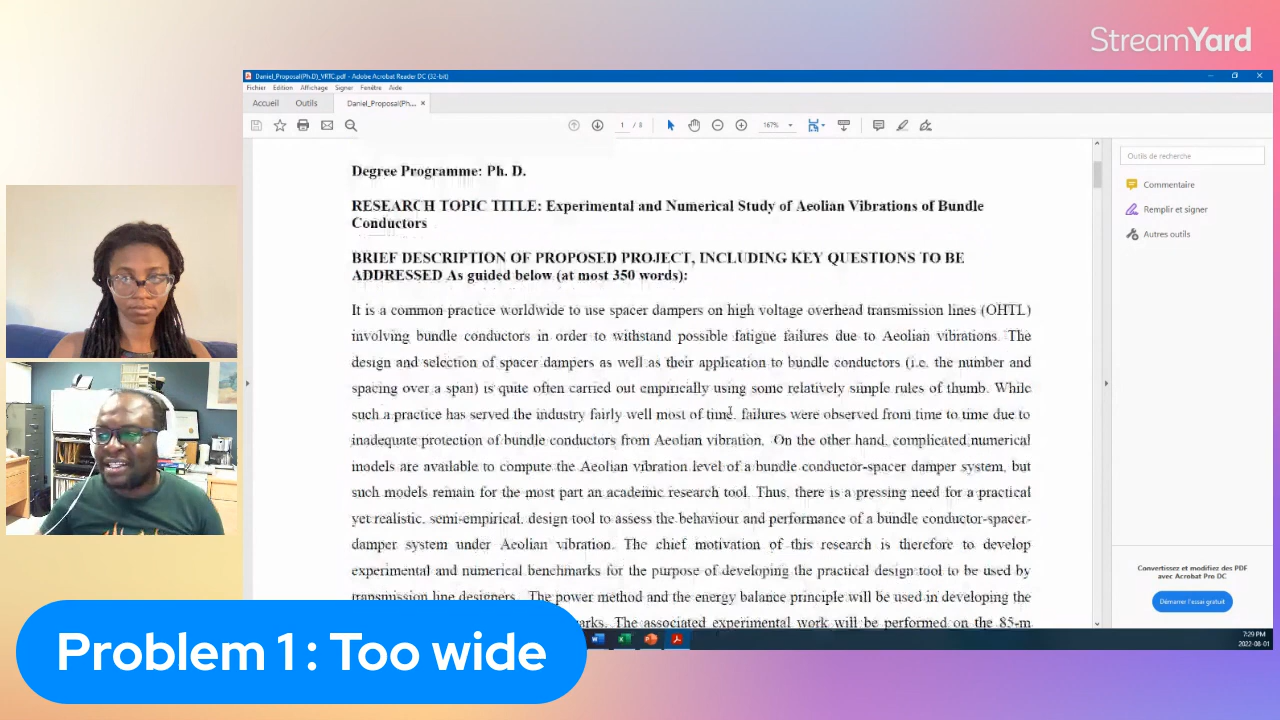 StreamYard
Daniel_Proposal(Ph.D)_VRTC.pdf - Adobe Acrobat Reader DC (32-bit)
Fichier Edition Affichage Signer Fenêtre Aide
Accueil Outils Daniel_Proposal(Ph... ×
1 / 8 167%
Degree Programme: Ph. D.
RESEARCH TOPIC TITLE: Experimental and Numerical Study of Aeolian Vibrations of Bundle
Conductors
BRIEF DESCRIPTION OF PROPOSED PROJECT, INCLUDING KEY QUESTIONS TO BE
ADDRESSED As guided below (at most 350 words):
It is a common practice worldwide to use spacer dampers on high voltage overhead transmission lines (OHTL)
involving bundle conductors in order to withstand possible fatigue failures due to Aeolian vibrations. The
design and selection of spacer dampers as well as their application to bundle conductors (i.e. the number and
spacing over a span) is quite often carried out empirically using some relatively simple rules of thumb. While
such a practice has served the industry fairly well most of time, failures were observed from time to time due to
inadequate protection of bundle conductors from Aeolian vibration. On the other hand, complicated numerical
models are available to compute the Aeolian vibration level of a bundle conductor-spacer damper system, but
such models remain for the most part an academic research tool. Thus, there is a pressing need for a practical
yet realistic, semi-empirical, design tool to assess the behaviour and performance of a bundle conductor-spacer-
damper system under Aeolian vibration. The chief motivation of this research is therefore to develop
experimental and numerical benchmarks for the purpose of developing the practical design tool to be used by
transmission line designers. The power method and the energy balance principle will be used in developing the
The associated experimental work will be performed on the 85-m
Outils de recherche
Commentaire
Remplir et signer
Autres outils
Convertissez et modifiez des PDF
avec Acrobat Pro DC
Démarrer l'essai gratuit
7:29 PM
2022-08-01
Problem 1 : Too wide